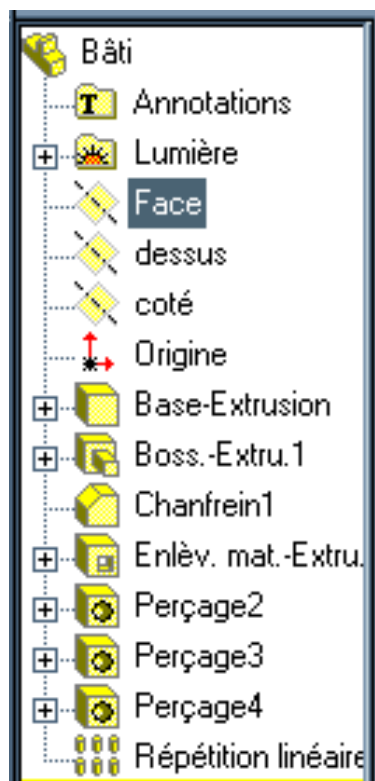 Bâti
T Annotations
Lumière
Face
dessus
coté
Origine
Base-Extrusion
Boss.-Extru.1
Chanfrein1
Enlèv. mat.-Extru.
Perçage2
Perçage3
Perçage4
Répétition linéaire